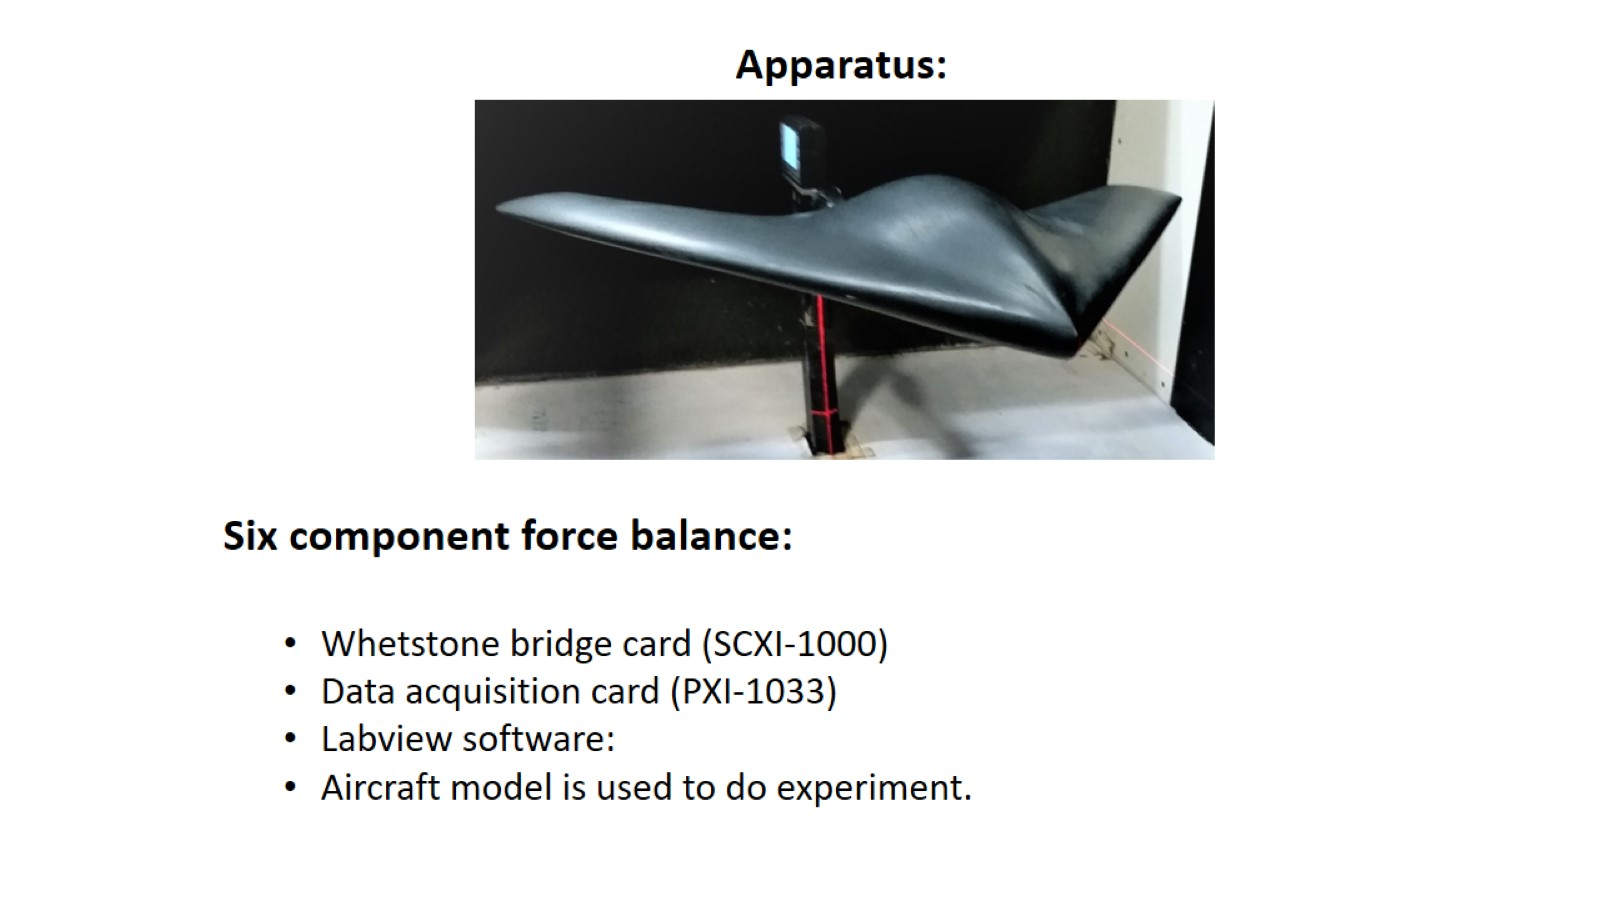 Apparatus:
Six component force balance:
• Whetstone bridge card (SCXI-1000)
• Data acquisition card (PXI-1033)
• Labview software:
• Aircraft model is used to do experiment.